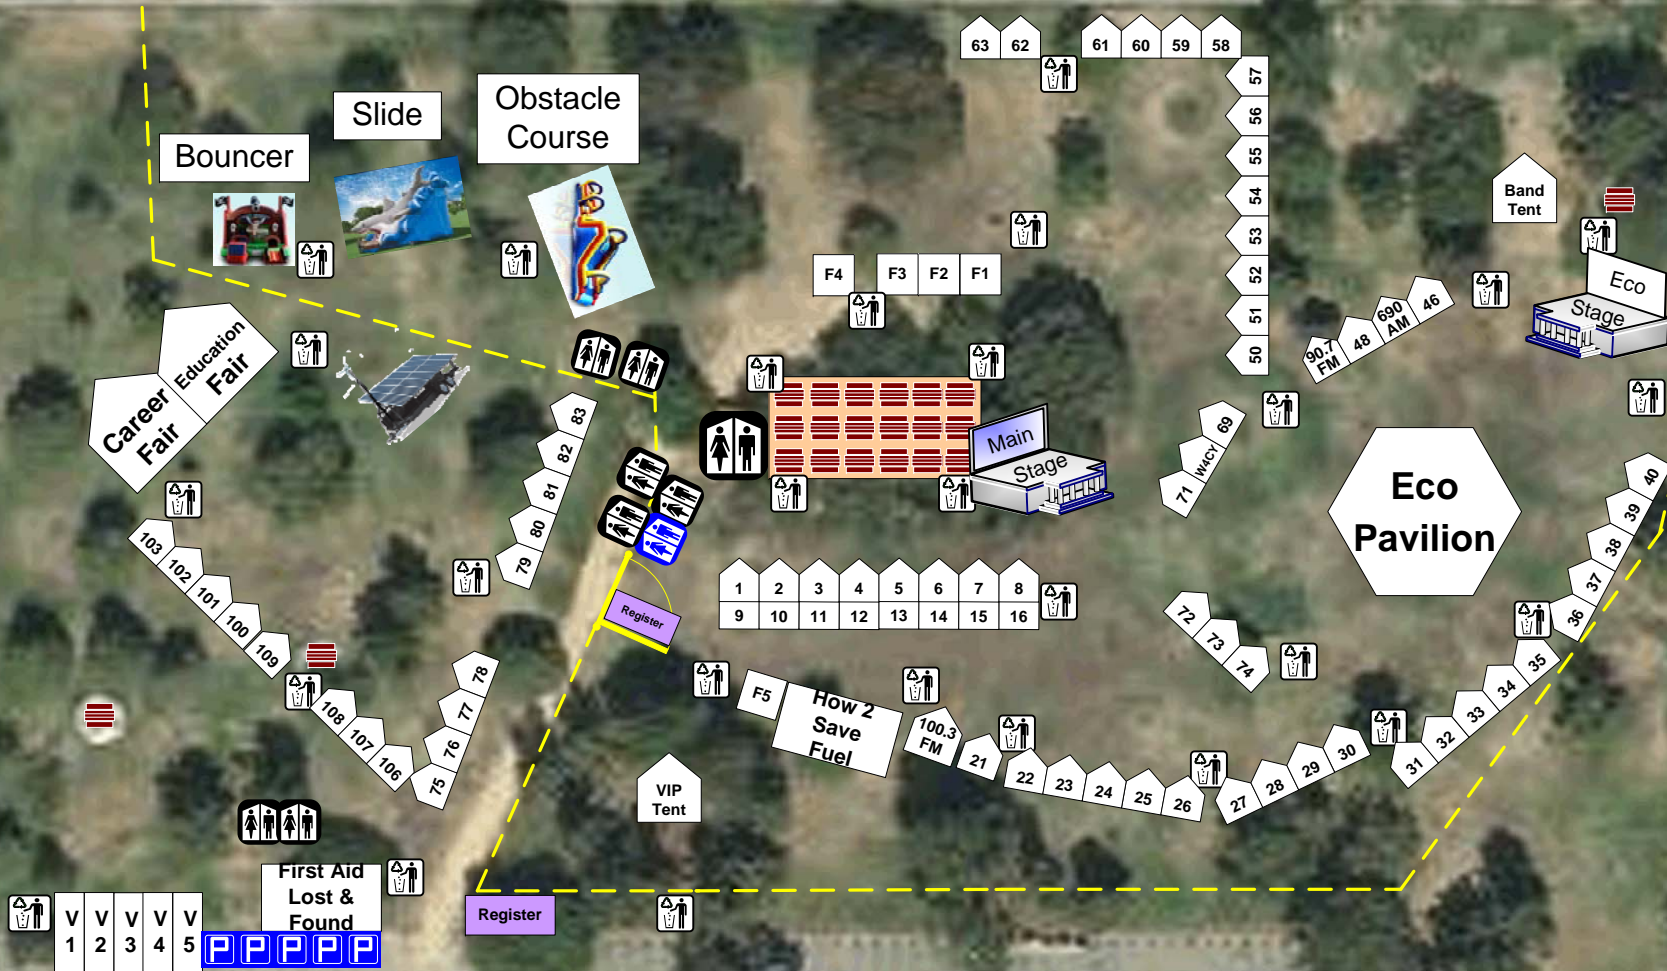 63
62
61
60
59
58
57
56
55
54
53
52
51
50
Slide
Obstacle
Course
Bouncer
Band
Tent
Eco
Stage
F4
F3
F2
F1
90.7
FM
48
690
AM
46
Education
Fair
Career
Fair
83
82
81
80
79
Main
Stage
69
W4CY
71
Eco
Pavilion
40
39
38
37
36
35
34
33
32
31
103
102
101
100
109
108
107
106
78
77
76
75
Register
1
2
3
4
5
6
7
8
9
10
11
12
13
14
15
16
72
73
74
F5
How 2
Save
Fuel
100.3
FM
21
22
23
24
25
26
27
28
29
30
VIP
Tent
First Aid
Lost &
Found
Register
V
1
V
2
V
3
V
4
V
5
P
P
P
P
P